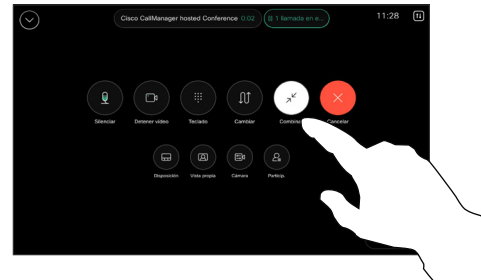 Cisco CallManager hosted Conference 0:02
1 llamada en e...
11:28
Silenciar
Detener vídeo
Teclado
Cambiar
Combinar
Cancelar
Disposición
Vista propia
Cámara
Particip.